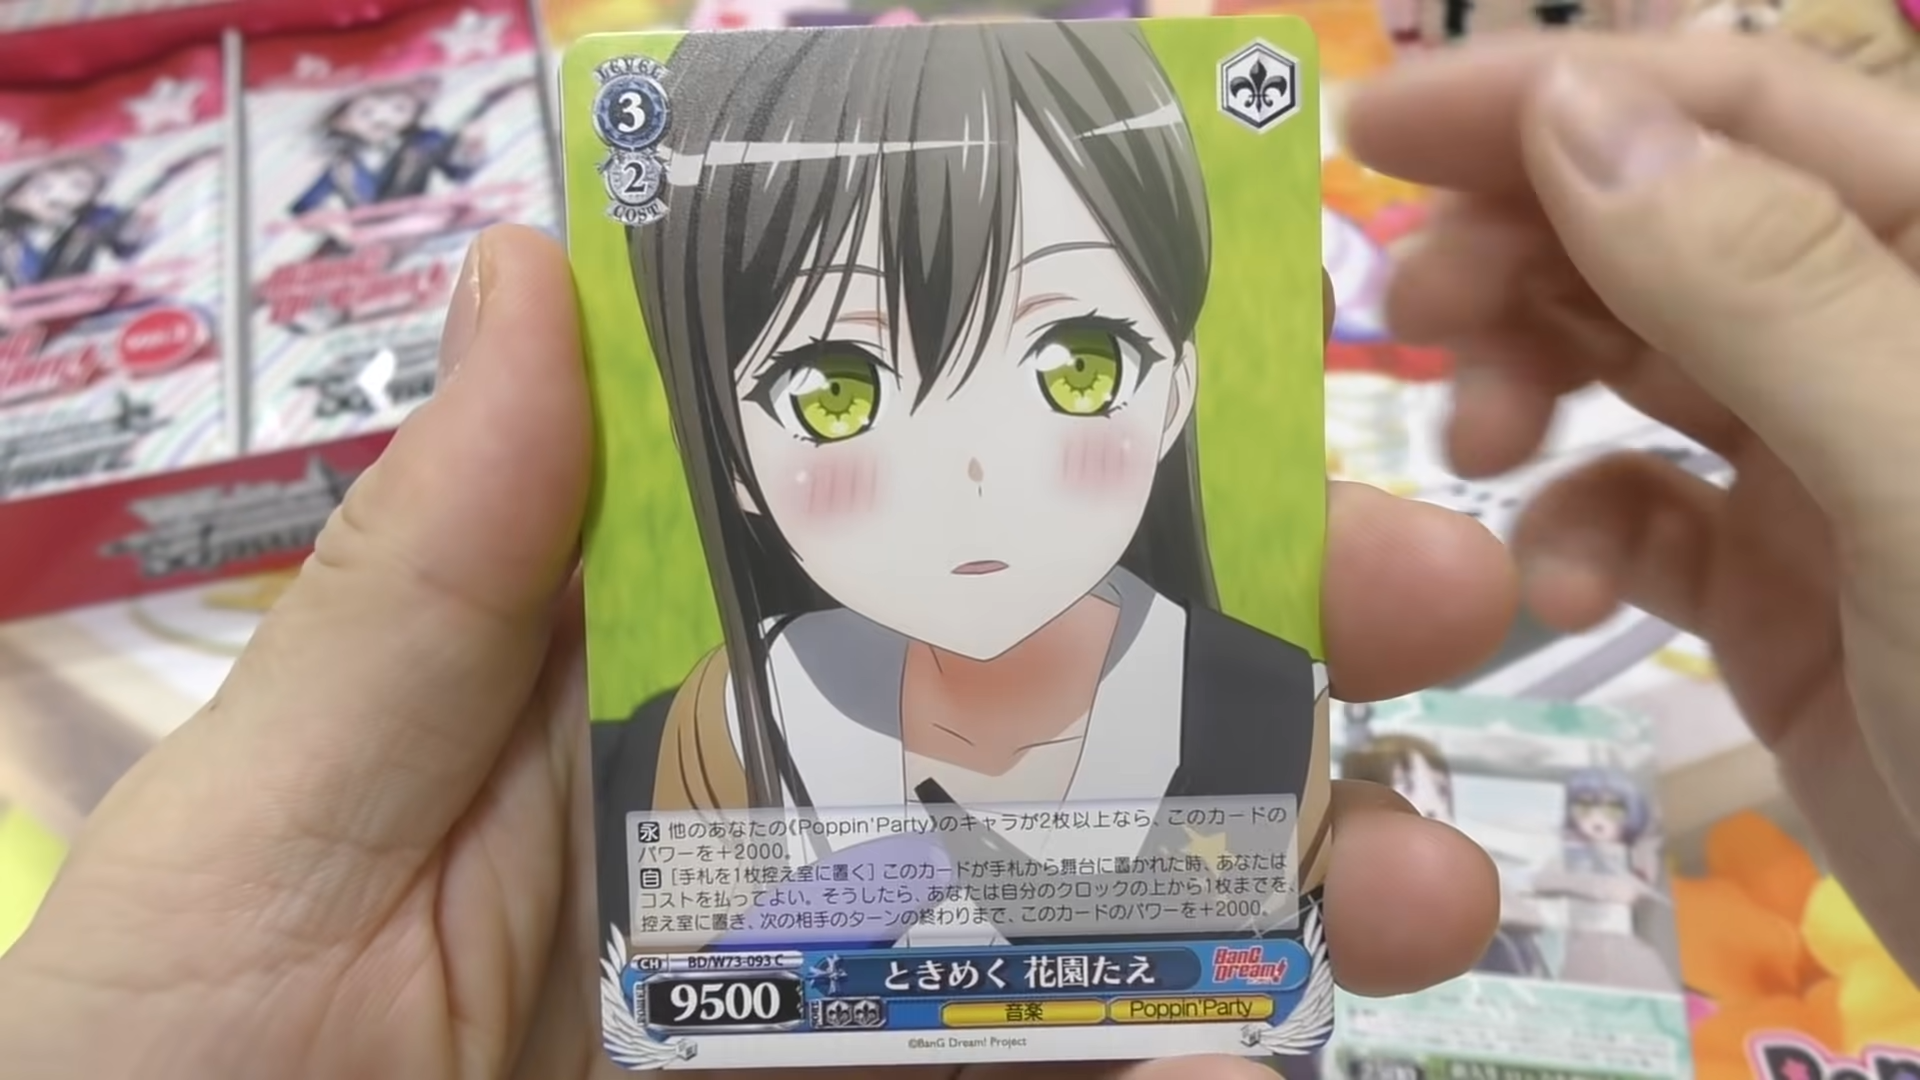 LEVEL
3
2
COST
永 他のあなたの《Poppin'Party》のキャラが2枚以上なら、このカードの
パワーを＋2000。
自 [手札を1枚控え室に置く] このカードが手札から舞台に置かれた時、あなたは
コストを払ってよい。そうしたら、あなたは自分のクロックの上から1枚までを、
控え室に置き、次の相手のターンの終わりまで、このカードのパワーを＋2000。
CH BD/W73-093 C
ときめく 花園たえ
BanG Dream!
POWER 9500
音楽 Poppin'Party
©BanG Dream! Project